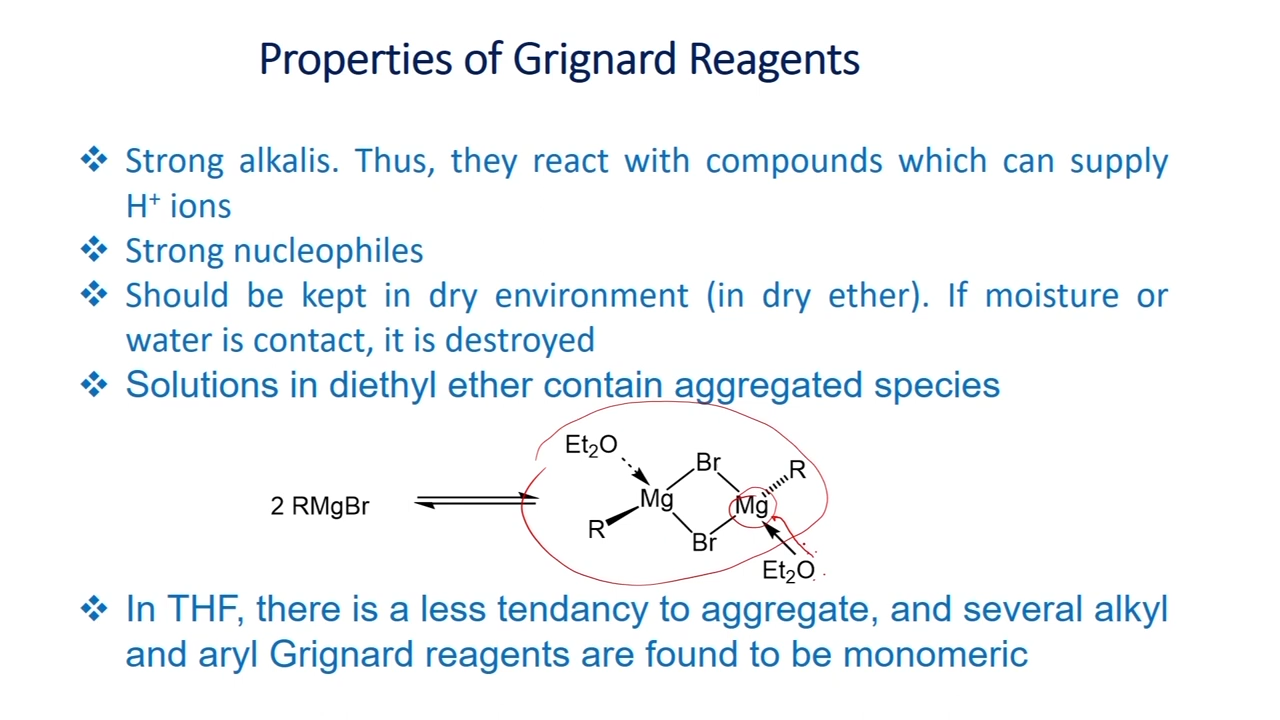 Properties of Grignard Reagents
❖ Strong alkalis. Thus, they react with compounds which can supply
H⁺ ions
❖ Strong nucleophiles
❖ Should be kept in dry environment (in dry ether). If moisture or
water is contact, it is destroyed
❖ Solutions in diethyl ether contain aggregated species
Et₂O
Br
R
2 RMgBr
Mg
Mg
R
Br
Et₂O
❖ In THF, there is a less tendancy to aggregate, and several alkyl
and aryl Grignard reagents are found to be monomeric